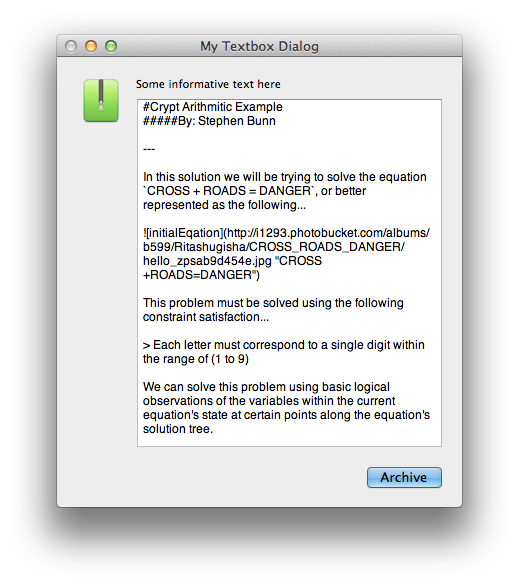 My Textbox Dialog
Some informative text here
#Crypt Arithmitic Example
#####By: Stephen Bunn
---
In this solution we will be trying to solve the equation
`CROSS + ROADS = DANGER`, or better
represented as the following...
![initialEqation](http://i1293.photobucket.com/albums/
b599/Ritashugisha/CROSS_ROADS_DANGER/
hello_zpsab9d454e.jpg "CROSS
+ROADS=DANGER")
This problem must be solved using the following
constraint satisfaction...
> Each letter must correspond to a single digit within
the range of (1 to 9)
We can solve this problem using basic logical
observations of the variables within the current
equation's state at certain points along the equation's
solution tree.
Archive